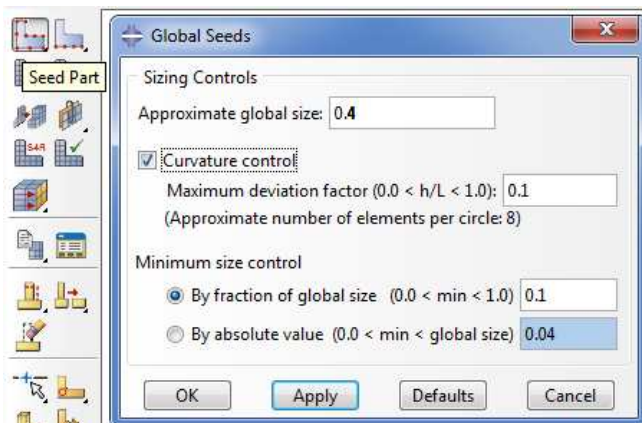 Global Seeds
Seed Part
Sizing Controls
Approximate global size: 0.4
Curvature control
Maximum deviation factor (0.0 < h/L < 1.0): 0.1
(Approximate number of elements per circle: 8)
Minimum size control
By fraction of global size (0.0 < min < 1.0) 0.1
By absolute value (0.0 < min < global size) 0.04
OK Apply Defaults Cancel
S4R